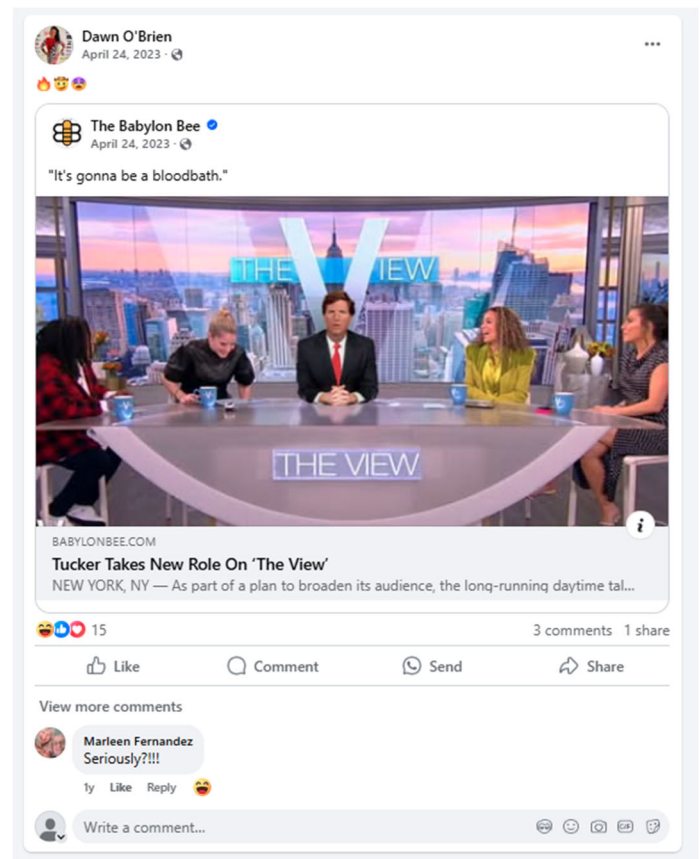 Dawn O'Brien
April 24, 2023 ·
The Babylon Bee
April 24, 2023 ·
"It's gonna be a bloodbath."
THE VIEW
THE VIEW
BABYLONBEE.COM
Tucker Takes New Role On ‘The View’
NEW YORK, NY — As part of a plan to broaden its audience, the long-running daytime tal...
15
3 comments 1 share
Like Comment Send Share
View more comments
Marleen Fernandez
Seriously?!!!
1y Like Reply
Write a comment...
GIF